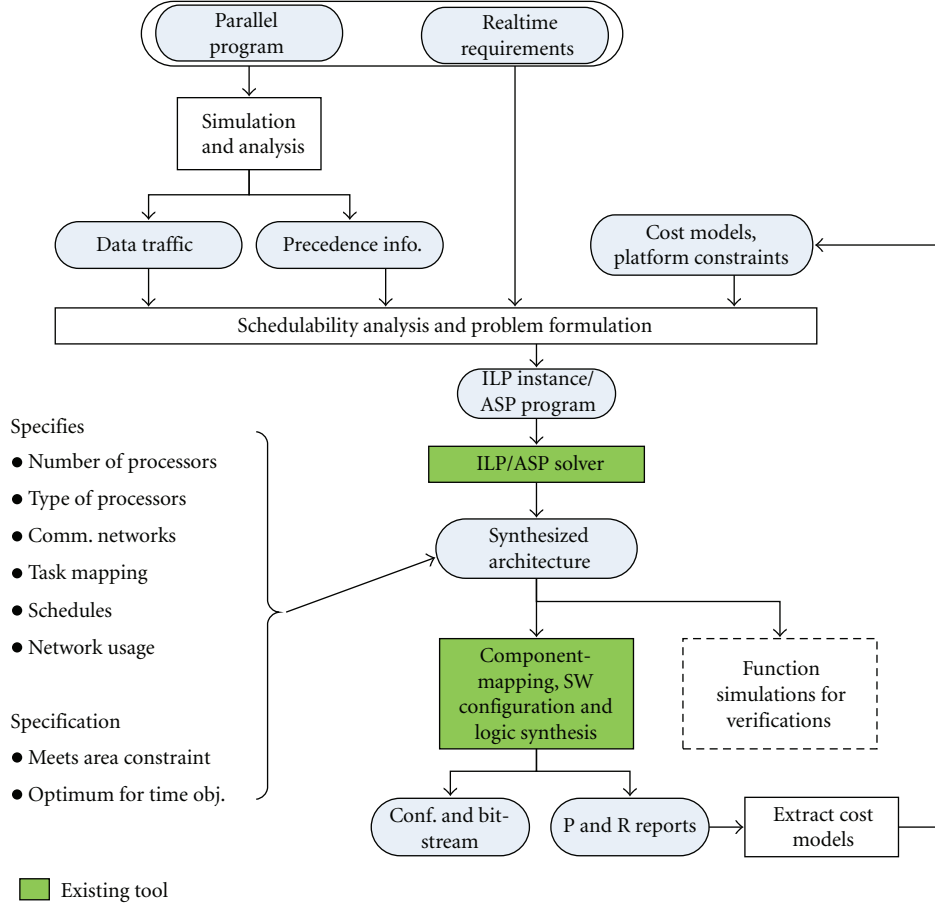 Parallel
program
Realtime
requirements
Simulation
and analysis
Data traffic
Precedence info.
Cost models,
platform constraints
Schedulability analysis and problem formulation
ILP instance/
ASP program
ILP/ASP solver
Synthesized
architecture
Specifies
● Number of processors
● Type of processors
● Comm. networks
● Task mapping
● Schedules
● Network usage
Specification
● Meets area constraint
● Optimum for time obj.
Component-
mapping, SW
configuration and
logic synthesis
Function
simulations for
verifications
Conf. and bit-
stream
P and R reports
Extract cost
models
Existing tool